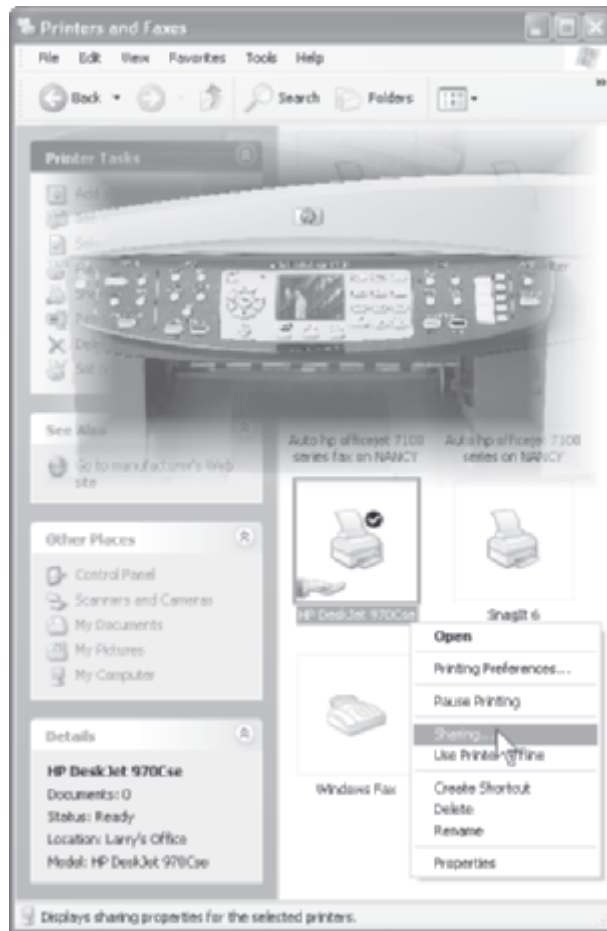 Printers and Faxes
File Edit View Favorites Tools Help
Back Search Folders
Printer Tasks
See Also
Go to manufacturer's Web
site
Other Places
Control Panel
Scanners and Cameras
My Documents
My Pictures
My Computer
Details
HP DeskJet 970Cse
Documents: 0
Status: Ready
Location: Larry's Office
Model: HP DeskJet 970Cse
Auto hp officejet 7100
series fax on NANCY
Auto hp officejet 7100
series on NANCY
HP DeskJet 970Cse
SnagIt 6
Windows Fax
Open
Printing Preferences...
Pause Printing
Sharing...
Use Printer Offline
Create Shortcut
Delete
Rename
Properties
Displays sharing properties for the selected printers.